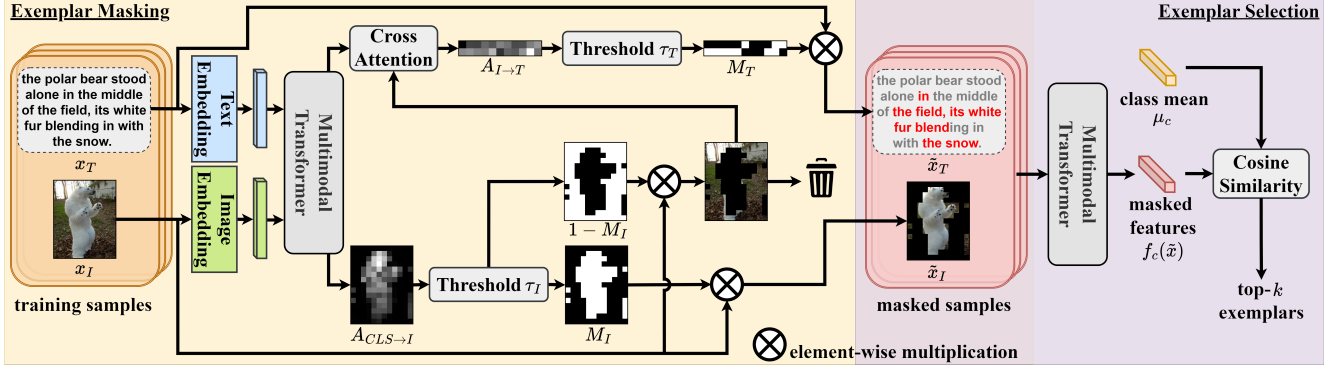 Exemplar Masking
Exemplar Selection
the polar bear stood
alone in the middle
of the field, its white
fur blending in with
the snow.
x_T
x_I
training samples
Text
Embedding
Image
Embedding
Multimodal
Transformer
Cross
Attention
A_{I→T}
Threshold τ_T
M_T
1 − M_I
A_{CLS→I}
Threshold τ_I
M_I
element-wise multiplication
the polar bear stood
alone in the middle
of the field, its white
fur blending in
with the snow.
x̃_T
x̃_I
masked samples
Multimodal
Transformer
class mean
μ_c
masked
features
f_c(x̃)
Cosine
Similarity
top-k
exemplars